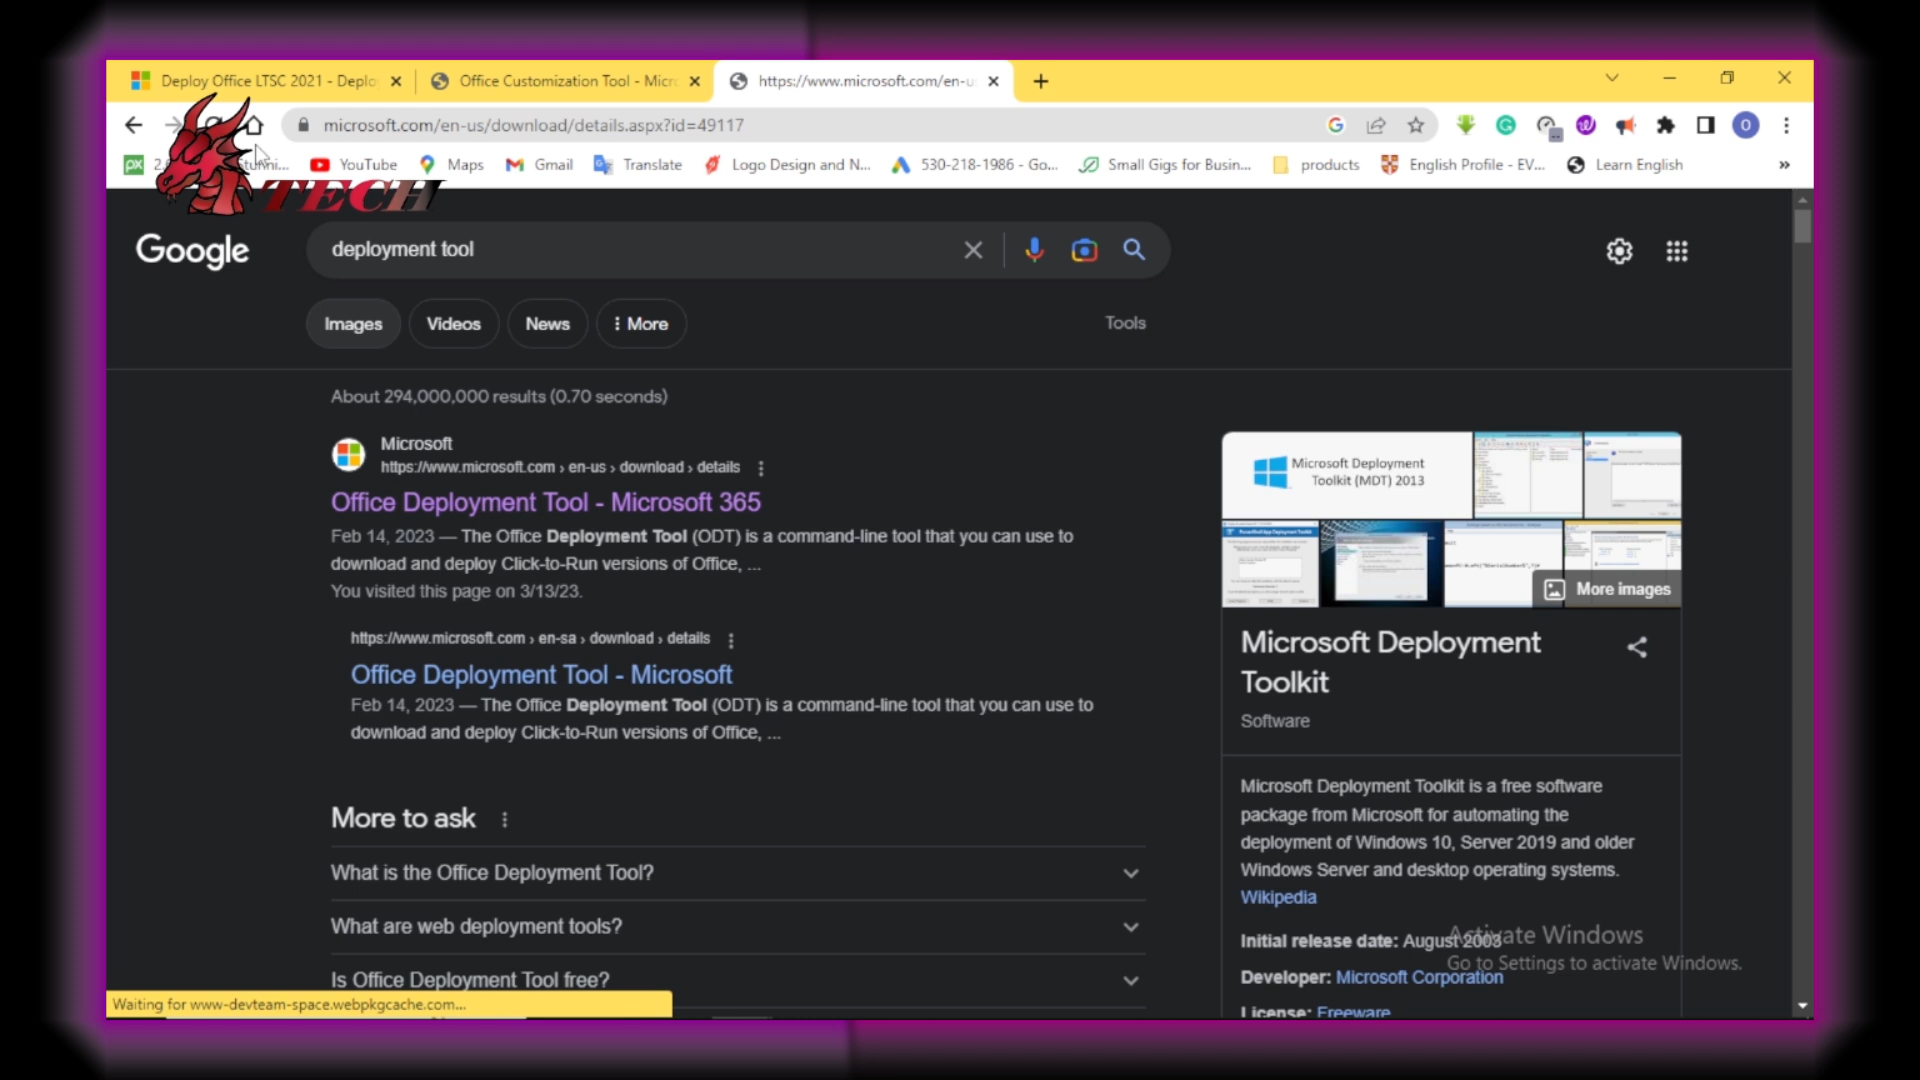 Deploy Office LTSC 2021 - Deplo
Office Customization Tool - Micr
https://www.microsoft.com/en-u
microsoft.com/en-us/download/details.aspx?id=49117
YouTube
Maps
Gmail
Translate
Logo Design and N...
530-218-1986 - Go...
Small Gigs for Busin...
products
English Profile - EV...
Learn English
TECH
Google
deployment tool
Images
Videos
News
More
Tools
About 294,000,000 results (0.70 seconds)
Microsoft
https://www.microsoft.com › en-us › download › details
Office Deployment Tool - Microsoft 365
Feb 14, 2023 — The Office Deployment Tool (ODT) is a command-line tool that you can use to
download and deploy Click-to-Run versions of Office, ...
You visited this page on 3/13/23.
https://www.microsoft.com › en-sa › download › details
Office Deployment Tool - Microsoft
Feb 14, 2023 — The Office Deployment Tool (ODT) is a command-line tool that you can use to
download and deploy Click-to-Run versions of Office, ...
More to ask
What is the Office Deployment Tool?
What are web deployment tools?
Is Office Deployment Tool free?
Waiting for www-devteam-space.webpkgcache.com...
Microsoft Deployment
Toolkit (MDT) 2013
More images
Microsoft Deployment
Toolkit
Software
Microsoft Deployment Toolkit is a free software
package from Microsoft for automating the
deployment of Windows 10, Server 2019 and older
Windows Server and desktop operating systems.
Wikipedia
Initial release date: August 2003
Developer: Microsoft Corporation
License: Freeware
Activate Windows
Go to Settings to activate Windows.